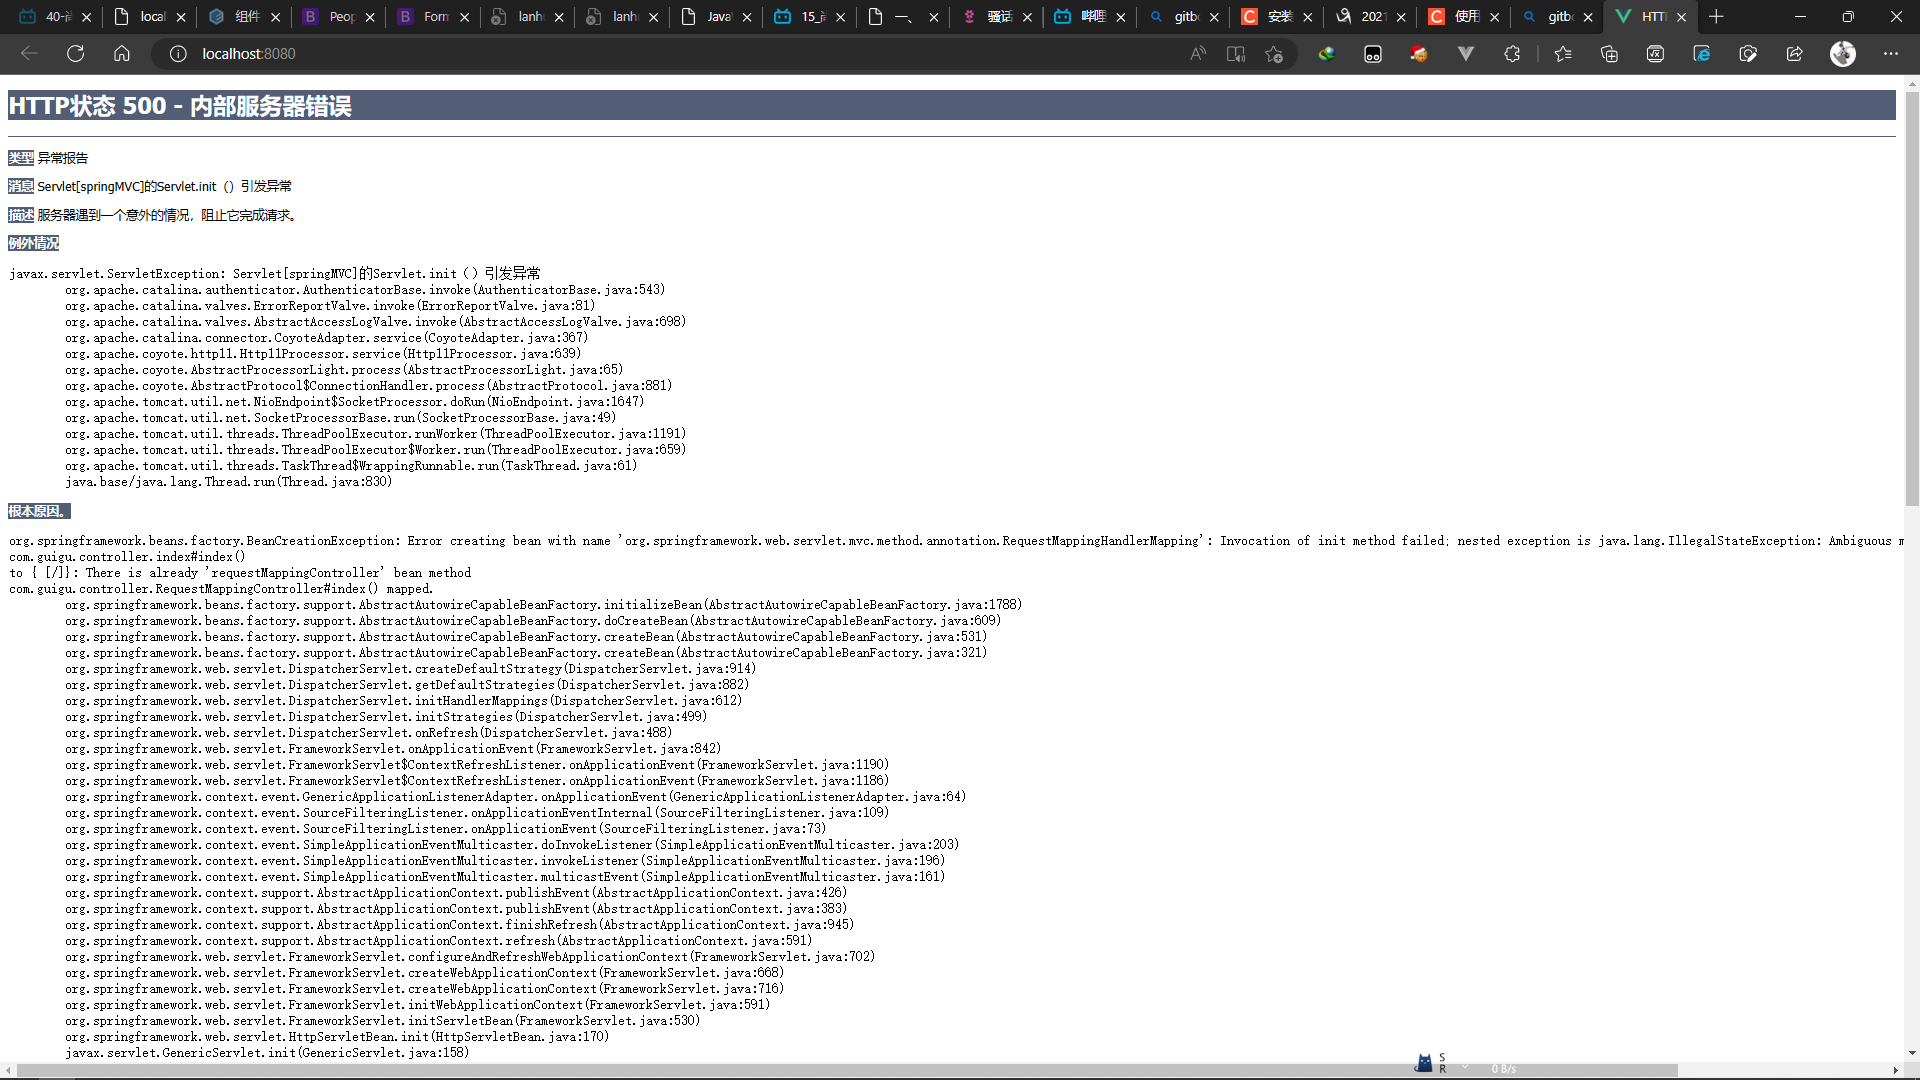 40-尚
local
组件
Peop
Form
lanhu
lanhu
Java
15_尚
一、
骚话
哔哩
gitbo
安装
2021
使用
gitbo
HTTP
localhost:8080
HTTP状态 500 - 内部服务器错误
类型 异常报告
消息 Servlet[springMVC]的Servlet.init（）引发异常
描述 服务器遇到一个意外的情况，阻止它完成请求。
例外情况
javax.servlet.ServletException: Servlet[springMVC]的Servlet.init（）引发异常
org.apache.catalina.authenticator.AuthenticatorBase.invoke(AuthenticatorBase.java:543)
org.apache.catalina.valves.ErrorReportValve.invoke(ErrorReportValve.java:81)
org.apache.catalina.valves.AbstractAccessLogValve.invoke(AbstractAccessLogValve.java:698)
org.apache.catalina.connector.CoyoteAdapter.service(CoyoteAdapter.java:367)
org.apache.coyote.http11.Http11Processor.service(Http11Processor.java:639)
org.apache.coyote.AbstractProcessorLight.process(AbstractProcessorLight.java:65)
org.apache.coyote.AbstractProtocol$ConnectionHandler.process(AbstractProtocol.java:881)
org.apache.tomcat.util.net.NioEndpoint$SocketProcessor.doRun(NioEndpoint.java:1647)
org.apache.tomcat.util.net.SocketProcessorBase.run(SocketProcessorBase.java:49)
org.apache.tomcat.util.threads.ThreadPoolExecutor.runWorker(ThreadPoolExecutor.java:1191)
org.apache.tomcat.util.threads.ThreadPoolExecutor$Worker.run(ThreadPoolExecutor.java:659)
org.apache.tomcat.util.threads.TaskThread$WrappingRunnable.run(TaskThread.java:61)
java.base/java.lang.Thread.run(Thread.java:830)
根本原因。
org.springframework.beans.factory.BeanCreationException: Error creating bean with name 'org.springframework.web.servlet.mvc.method.annotation.RequestMappingHandlerMapping': Invocation of init method failed; nested exception is java.lang.IllegalStateException: Ambiguous m
com.guigu.controller.index#index()
to { [/]}: There is already 'requestMappingController' bean method
com.guigu.controller.RequestMappingController#index() mapped.
org.springframework.beans.factory.support.AbstractAutowireCapableBeanFactory.initializeBean(AbstractAutowireCapableBeanFactory.java:1788)
org.springframework.beans.factory.support.AbstractAutowireCapableBeanFactory.doCreateBean(AbstractAutowireCapableBeanFactory.java:609)
org.springframework.beans.factory.support.AbstractAutowireCapableBeanFactory.createBean(AbstractAutowireCapableBeanFactory.java:531)
org.springframework.beans.factory.support.AbstractAutowireCapableBeanFactory.createBean(AbstractAutowireCapableBeanFactory.java:321)
org.springframework.web.servlet.DispatcherServlet.createDefaultStrategy(DispatcherServlet.java:914)
org.springframework.web.servlet.DispatcherServlet.getDefaultStrategies(DispatcherServlet.java:882)
org.springframework.web.servlet.DispatcherServlet.initHandlerMappings(DispatcherServlet.java:612)
org.springframework.web.servlet.DispatcherServlet.initStrategies(DispatcherServlet.java:499)
org.springframework.web.servlet.DispatcherServlet.onRefresh(DispatcherServlet.java:488)
org.springframework.web.servlet.FrameworkServlet.onApplicationEvent(FrameworkServlet.java:842)
org.springframework.web.servlet.FrameworkServlet$ContextRefreshListener.onApplicationEvent(FrameworkServlet.java:1190)
org.springframework.web.servlet.FrameworkServlet$ContextRefreshListener.onApplicationEvent(FrameworkServlet.java:1186)
org.springframework.context.event.GenericApplicationListenerAdapter.onApplicationEvent(GenericApplicationListenerAdapter.java:64)
org.springframework.context.event.SourceFilteringListener.onApplicationEventInternal(SourceFilteringListener.java:109)
org.springframework.context.event.SourceFilteringListener.onApplicationEvent(SourceFilteringListener.java:73)
org.springframework.context.event.SimpleApplicationEventMulticaster.doInvokeListener(SimpleApplicationEventMulticaster.java:203)
org.springframework.context.event.SimpleApplicationEventMulticaster.invokeListener(SimpleApplicationEventMulticaster.java:196)
org.springframework.context.event.SimpleApplicationEventMulticaster.multicastEvent(SimpleApplicationEventMulticaster.java:161)
org.springframework.context.support.AbstractApplicationContext.publishEvent(AbstractApplicationContext.java:426)
org.springframework.context.support.AbstractApplicationContext.publishEvent(AbstractApplicationContext.java:383)
org.springframework.context.support.AbstractApplicationContext.finishRefresh(AbstractApplicationContext.java:945)
org.springframework.context.support.AbstractApplicationContext.refresh(AbstractApplicationContext.java:591)
org.springframework.web.servlet.FrameworkServlet.configureAndRefreshWebApplicationContext(FrameworkServlet.java:702)
org.springframework.web.servlet.FrameworkServlet.createWebApplicationContext(FrameworkServlet.java:668)
org.springframework.web.servlet.FrameworkServlet.createWebApplicationContext(FrameworkServlet.java:716)
org.springframework.web.servlet.FrameworkServlet.initWebApplicationContext(FrameworkServlet.java:591)
org.springframework.web.servlet.FrameworkServlet.initServletBean(FrameworkServlet.java:530)
org.springframework.web.servlet.HttpServletBean.init(HttpServletBean.java:170)
javax.servlet.GenericServlet.init(GenericServlet.java:158)
S
R
0 B/s